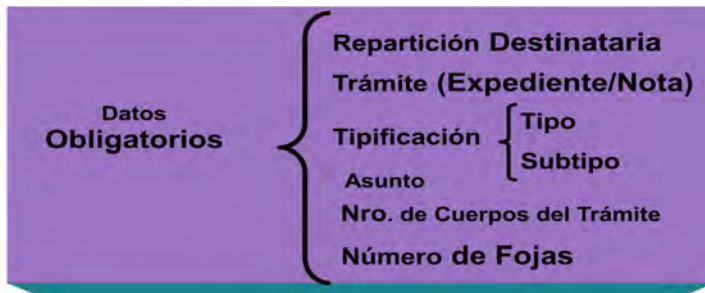 Datos
Obligatorios
Repartición Destinataria
Trámite (Expediente/Nota)
Tipificación
Tipo
Subtipo
Asunto
Nro. de Cuerpos del Trámite
Número de Fojas